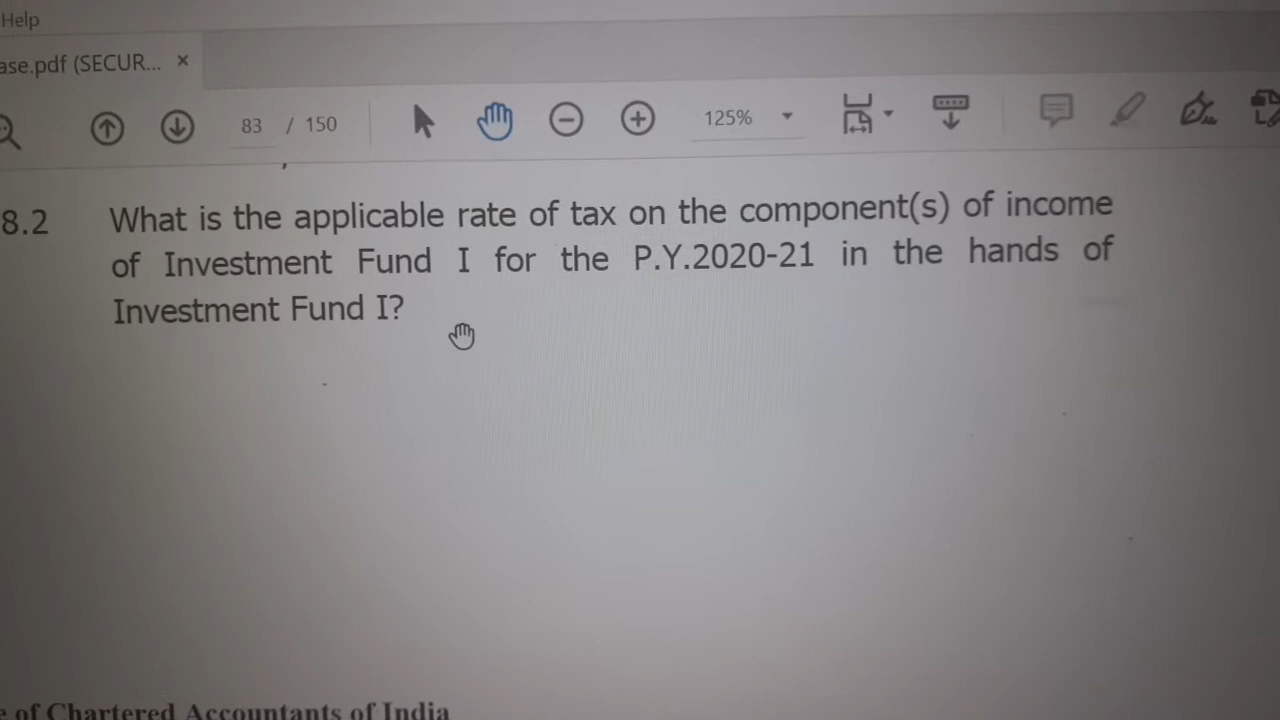 Help
ase.pdf (SECUR... ×
83 / 150 125%
8.2 What is the applicable rate of tax on the component(s) of income
of Investment Fund I for the P.Y.2020-21 in the hands of
Investment Fund I?
e of Chartered Accountants of India